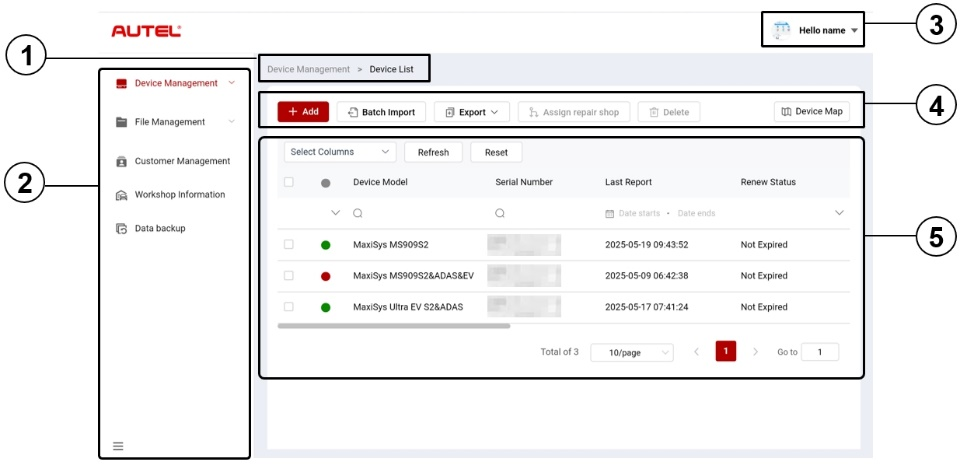 AUTEL
Hello name
3
1
Device Management > Device List
Device Management
+ Add Batch Import Export Assign repair shop Delete Device Map
4
File Management
Select Columns Refresh Reset
Customer Management
Device Model Serial Number Last Report Renew Status
2
Workshop Information
Date starts - Date ends
Data backup
5
MaxiSys MS909S2 2025-05-19 09:43:52 Not Expired
MaxiSys MS909S2&ADAS&EV 2025-05-09 06:42:38 Not Expired
MaxiSys Ultra EV S2&ADAS 2025-05-17 07:41:24 Not Expired
Total of 3 10/page < 1 > Go to 1